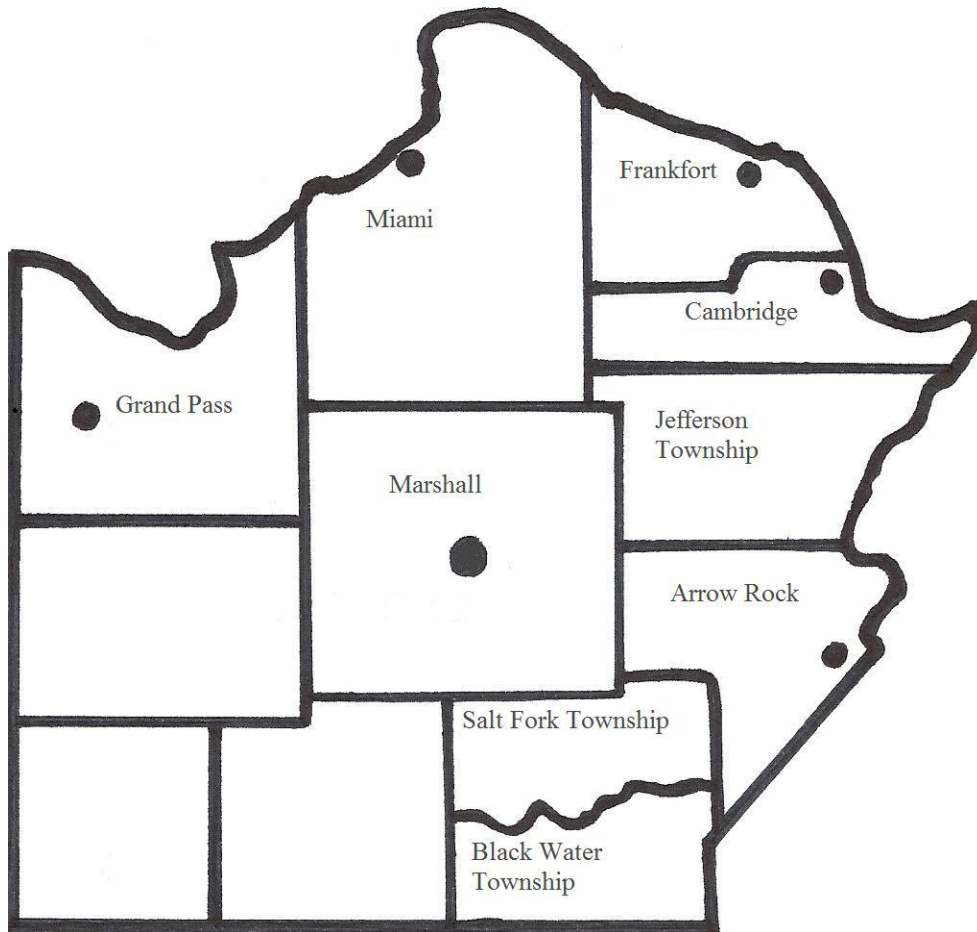 Frankfort
Miami
Cambridge
Grand Pass
Jefferson
Township
Marshall
Arrow Rock
Salt Fork Township
Black Water
Township